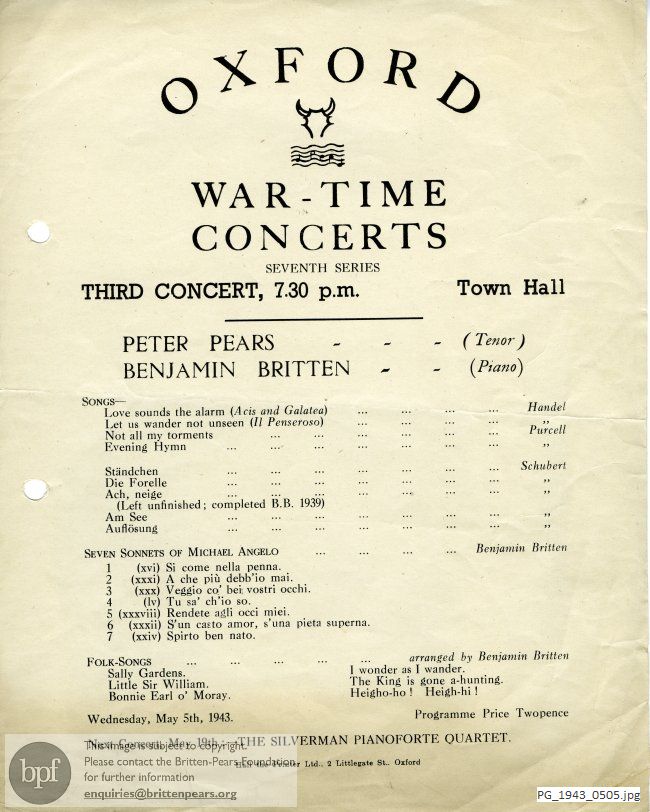 OXFORD
WAR-TIME
CONCERTS
SEVENTH SERIES
THIRD CONCERT, 7.30 p.m. Town Hall
PETER PEARS - - - (Tenor)
BENJAMIN BRITTEN - - (Piano)
SONGS—
Love sounds the alarm (Acis and Galatea) ... ... ... ... Handel
Let us wander not unseen (Il Penseroso) ... ... ... ... „
Not all my torments ... ... ... ... ... ... Purcell
Evening Hymn ... ... ... ... ... ... ... „
Ständchen ... ... ... ... ... ... ... Schubert
Die Forelle ... ... ... ... ... ... ... „
Ach, neige ... ... ... ... ... ... ... „
(Left unfinished; completed B.B. 1939)
Am See ... ... ... ... ... ... ... „
Auflösung ... ... ... ... ... ... ... „
SEVEN SONNETS OF MICHAEL ANGELO ... ... ... ... Benjamin Britten
1 (xvi) Si come nella penna.
2 (xxxi) A che più debb'io mai.
3 (xxx) Veggio co' bei vostri occhi.
4 (lv) Tu sa' ch'io so.
5 (xxxviii) Rendete agli occi miei.
6 (xxxii) S'un casto amor, s'una pieta superna.
7 (xxiv) Spirto ben nato.
FOLK-SONGS ... ... ... ... ... arranged by Benjamin Britten
Sally Gardens. I wonder as I wander.
Little Sir William. The King is gone a-hunting.
Bonnie Earl o' Moray. Heigho-ho! Heigh-hi!
Wednesday, May 5th, 1943. Programme Price Twopence
Next Concert, May 19th: THE SILVERMAN PIANOFORTE QUARTET.
Printer Ltd., 2 Littlegate St., Oxford
bpf
This image is subject to copyright.
Please contact the Britten-Pears Foundation
for further information
enquiries@brittenpears.org
PG_1943_0505.jpg